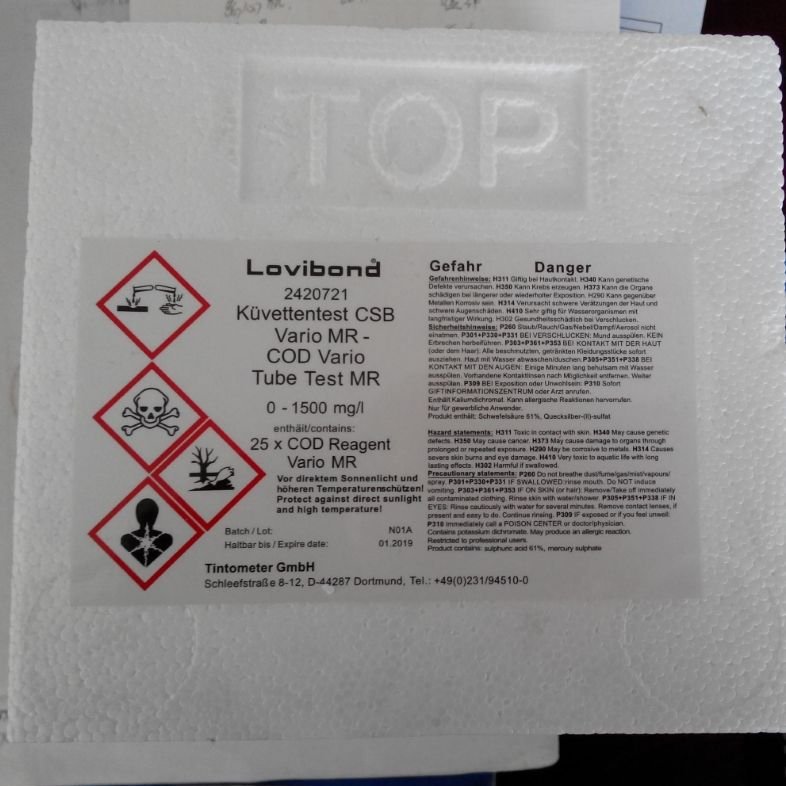 TOP
Lovibond®
2420721
Küvettentest CSB
Vario MR -
COD Vario
Tube Test MR
0 - 1500 mg/l
enthält/contains:
25 x COD Reagent
Vario MR
Vor direktem Sonnenlicht und
höheren Temperaturenschützen!
Protect against direct sunlight
and high temperature!
Batch / Lot: N01A
Haltbar bis / Expire date: 01.2019
Tintometer GmbH
Schleefstraße 8-12, D-44287 Dortmund, Tel.: +49(0)231/94510-0
Gefahr Danger
Gefahrenhinweise: H311 Giftig bei Hautkontakt. H340 Kann genetische
Defekte verursachen. H350 Kann Krebs erzeugen. H373 Kann die Organe
schädigen bei längerer oder wiederholter Exposition. H290 Kann gegenüber
Metallen Korrosiv sein. H314 Verursacht schwere Verätzungen der Haut und
schwere Augenschäden. H410 Sehr giftig für Wasserorganismen mit
langfristiger Wirkung. H302 Gesundheitsschädlich bei Verschlucken.
Sicherheitshinweise: P260 Staub/Rauch/Gas/Nebel/Dampf/Aerosol nicht
einatmen. P301+P330+P331 BEI VERSCHLUCKEN: Mund ausspülen. KEIN
Erbrechen herbeiführen. P303+P361+P353 BEI KONTAKT MIT DER HAUT
(oder dem Haar): Alle beschmutzten, getränkten Kleidungsstücke sofort
ausziehen. Haut mit Wasser abwaschen/duschen. P305+P351+P338 BEI
KONTAKT MIT DEN AUGEN: Einige Minuten lang behutsam mit Wasser
ausspülen. Vorhandene Kontaktlinsen nach Möglichkeit entfernen. Weiter
ausspülen. P309 BEI Exposition oder Unwohlsein: P310 Sofort
GIFTINFORMATIONSZENTRUM oder Arzt anrufen.
Enthält Kaliumdichromat. Kann allergische Reaktionen hervorrufen.
Nur für gewerbliche Anwender.
Produkt enthält: Schwefelsäure 61%, Quecksilber-(II)-sulfat
Hazard statements: H311 Toxic in contact with skin. H340 May cause genetic
defects. H350 May cause cancer. H373 May cause damage to organs through
prolonged or repeated exposure. H290 May be corrosive to metals. H314 Causes
severe skin burns and eye damage. H410 Very toxic to aquatic life with long
lasting effects. H302 Harmful if swallowed.
Precautionary statements: P260 Do not breathe dust/fume/gas/mist/vapours/
spray. P301+P330+P331 IF SWALLOWED:rinse mouth. Do NOT induce
vomiting. P303+P361+P353 IF ON SKIN (or hair): Remove/Take off immediately
all contaminated clothing. Rinse skin with water/shower. P305+P351+P338 IF IN
EYES: Rinse cautiously with water for several minutes. Remove contact lenses, if
present and easy to do. Continue rinsing. P309 IF exposed or if you feel unwell:
P310 Immediately call a POISON CENTER or doctor/physician.
Contains potassium dichromate. May produce an allergic reaction.
Restricted to professional users.
Product contains: sulphuric acid 61%, mercury sulphate